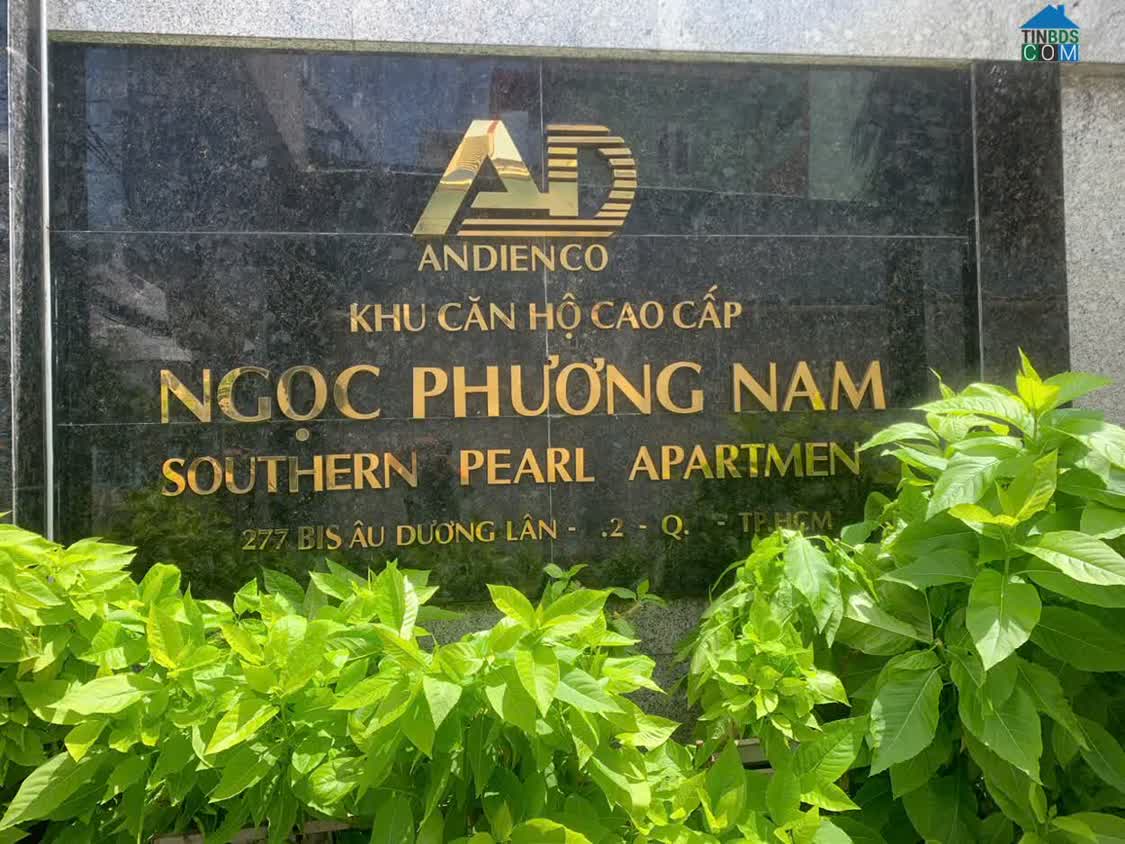 TINBDS
COM
AD
ANDIENCO
KHU CĂN HỘ CAO CẤP
NGỌC PHƯƠNG NAM
SOUTHERN PEARL APARTMEN
277 BIS ÂU DƯƠNG LÂN - .2 - Q. - TP.HCM